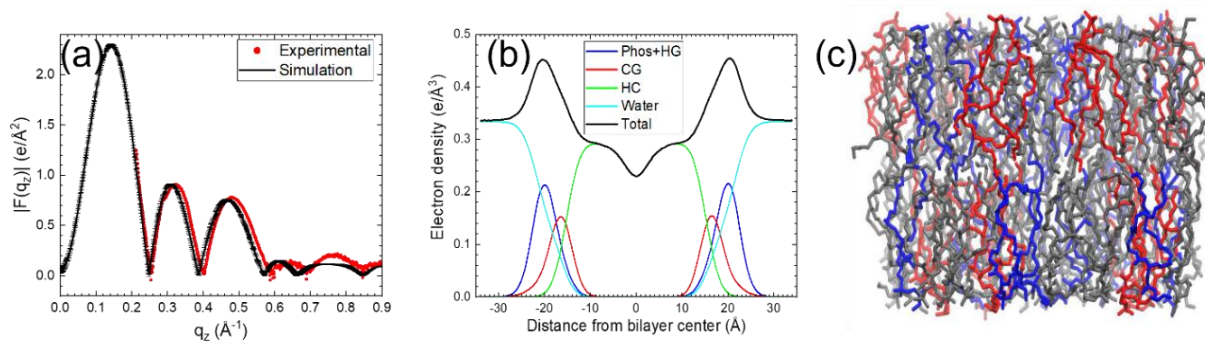 (a)
Experimental
Simulation
|F(q_z)| (e/Å²)
2.0
1.5
1.0
0.5
0.0
0.0 0.1 0.2 0.3 0.4 0.5 0.6 0.7 0.8 0.9
q_z (Å⁻¹)
(b)
Phos+HG
CG
HC
Water
Total
Electron density (e/Å³)
0.5
0.4
0.3
0.2
0.1
0.0
-30 -20 -10 0 10 20 30
Distance from bilayer center (Å)
(c)